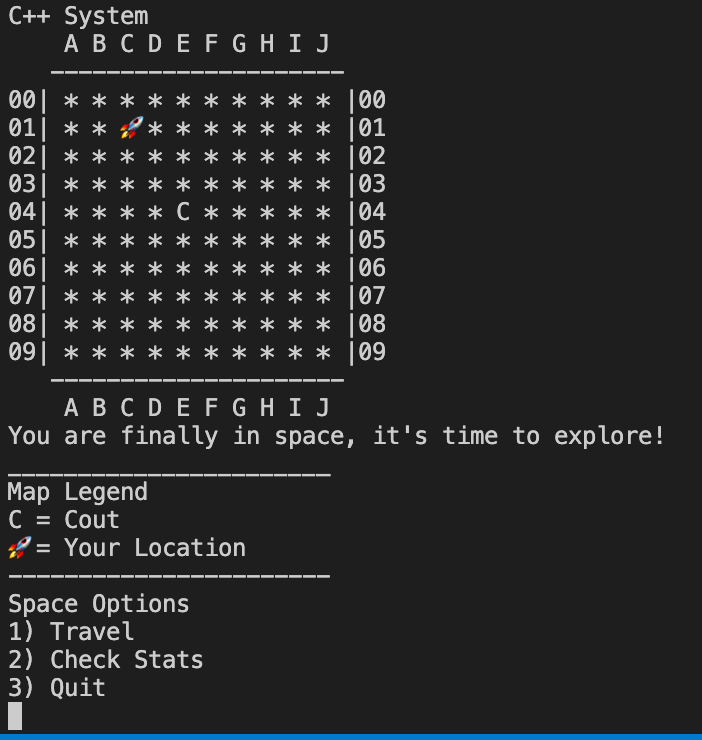 C++ System
    A B C D E F G H I J
   _____________________
00| * * * * * * * * * * |00
01| * * 🚀* * * * * * * |01
02| * * * * * * * * * * |02
03| * * * * * * * * * * |03
04| * * * * C * * * * * |04
05| * * * * * * * * * * |05
06| * * * * * * * * * * |06
07| * * * * * * * * * * |07
08| * * * * * * * * * * |08
09| * * * * * * * * * * |09
   _____________________
    A B C D E F G H I J
You are finally in space, it's time to explore!
_______________________
Map Legend
C = Cout
🚀= Your Location
_______________________
Space Options
1) Travel
2) Check Stats
3) Quit